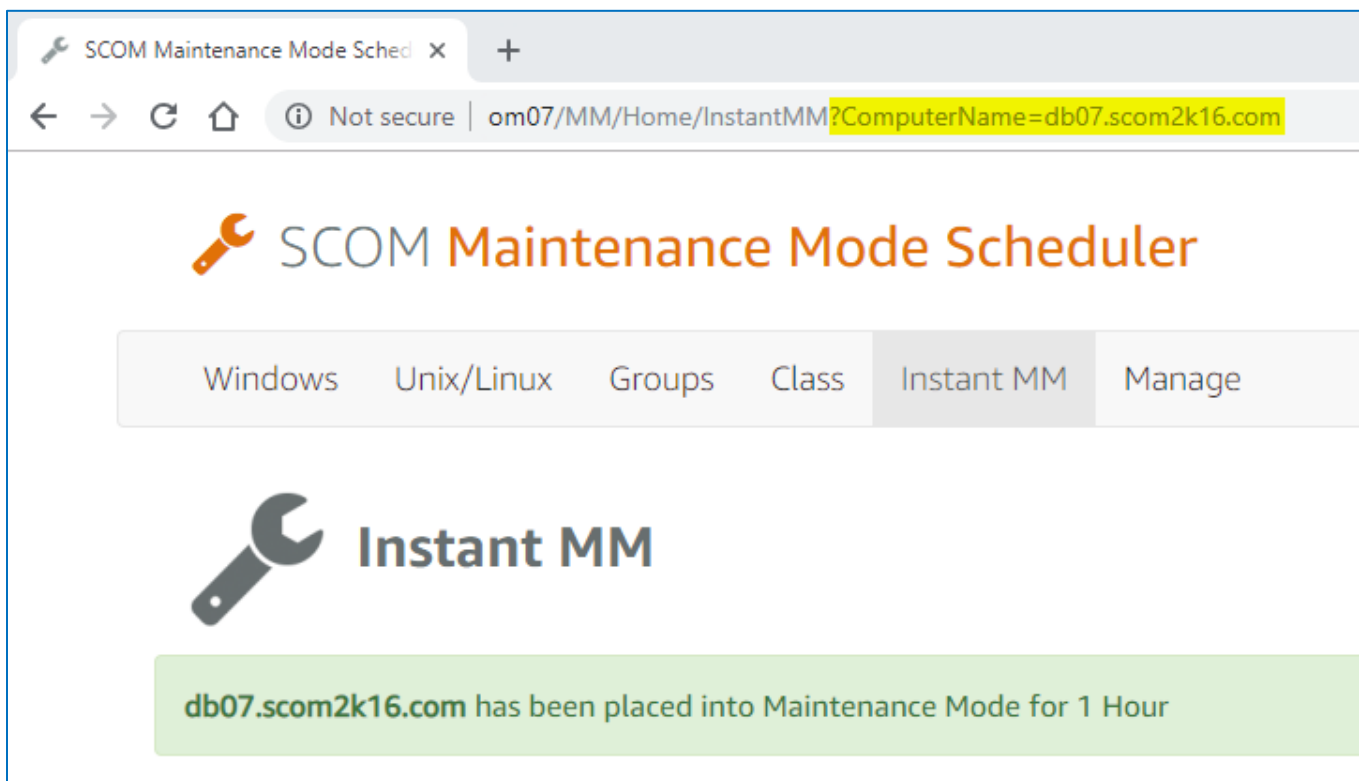 SCOM Maintenance Mode Sched
Not secure | om07/MM/Home/InstantMM?ComputerName=db07.scom2k16.com
SCOM Maintenance Mode Scheduler
Windows Unix/Linux Groups Class Instant MM Manage
Instant MM
db07.scom2k16.com has been placed into Maintenance Mode for 1 Hour